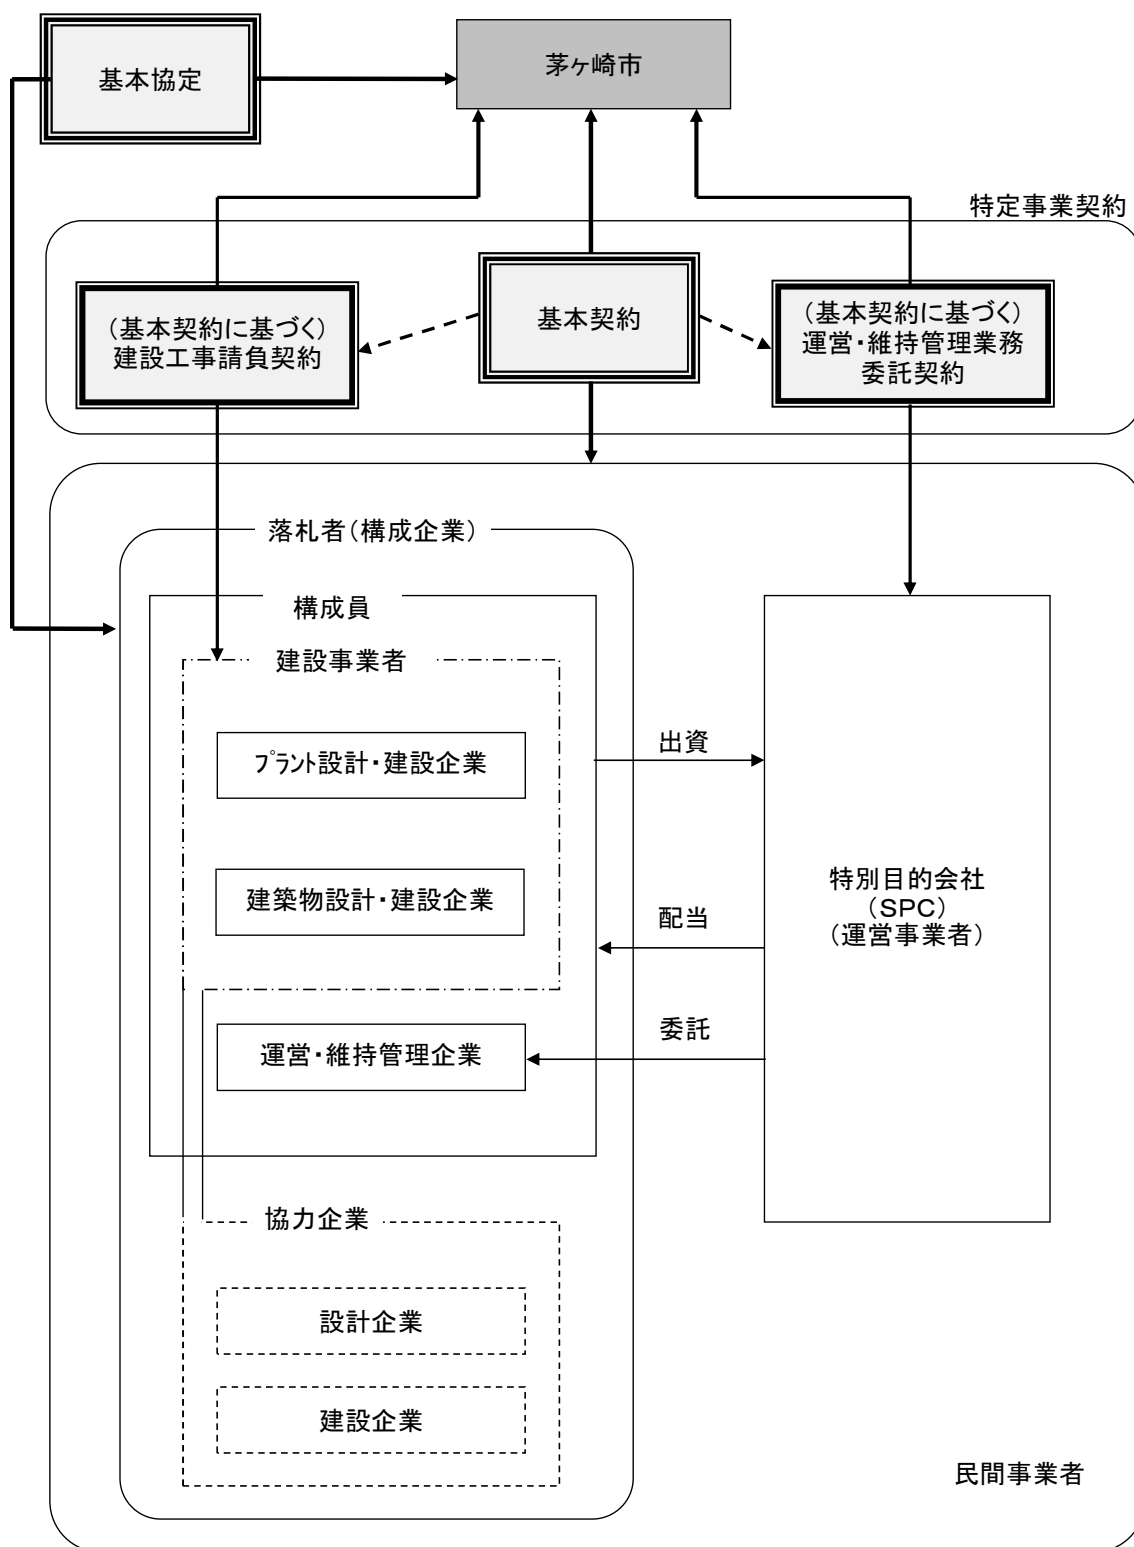 基本協定
茅ヶ崎市
特定事業契約
（基本契約に基づく）
建設工事請負契約
基本契約
（基本契約に基づく）
運営・維持管理業務
委託契約
落札者（構成企業）
構成員
建設事業者
プラント設計・建設企業
出資
建築物設計・建設企業
配当
特別目的会社
（SPC）
（運営事業者）
運営・維持管理企業
委託
協力企業
設計企業
建設企業
民間事業者